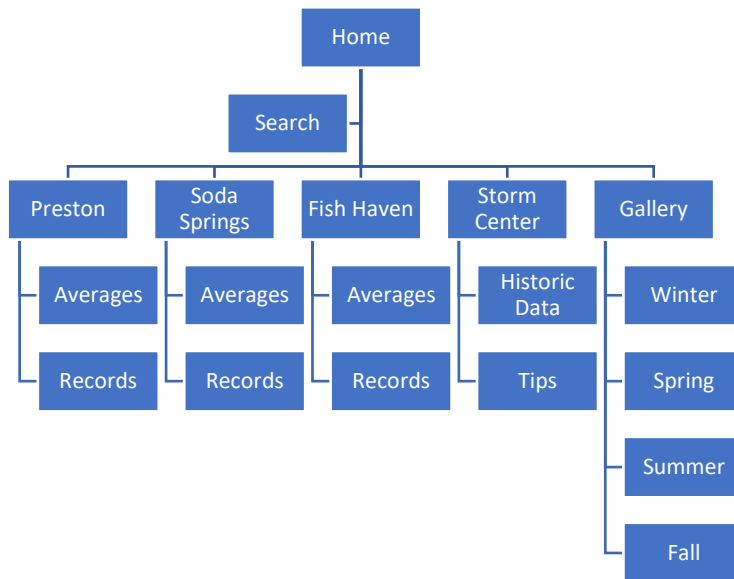 Home
Search
Preston
Soda
Springs
Fish Haven
Storm
Center
Gallery
Averages
Averages
Averages
Historic
Data
Winter
Records
Records
Records
Tips
Spring
Summer
Fall